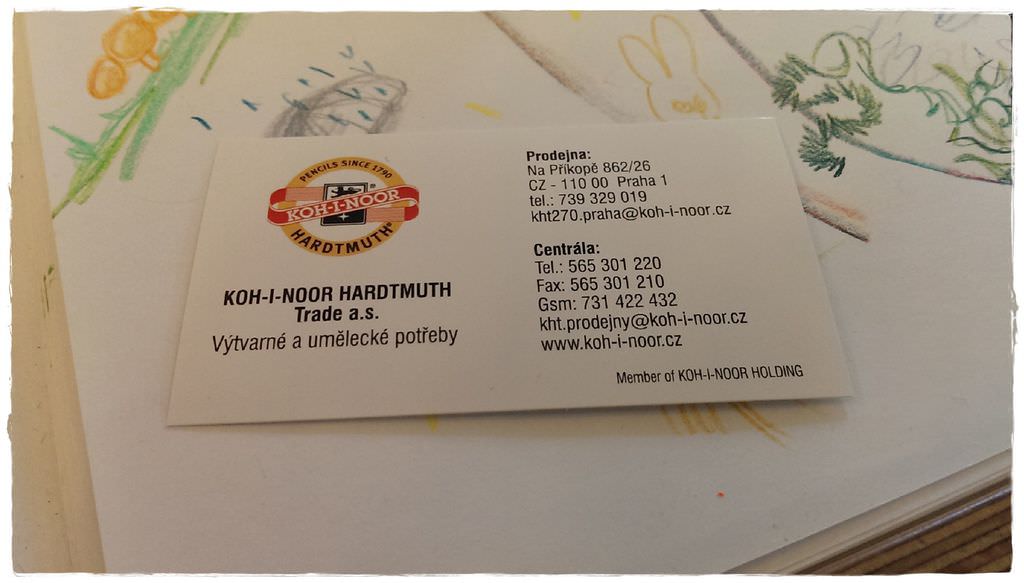 PENCILS SINCE 1790
KOH-I-NOOR
HARDTMUTH
KOH-I-NOOR HARDTMUTH
Trade a.s.
Výtvarné a umělecké potřeby
Prodejna:
Na Příkopě 862/26
CZ - 110 00 Praha 1
tel.: 739 329 019
kht270.praha@koh-i-noor.cz
Centrála:
Tel.: 565 301 220
Fax: 565 301 210
Gsm: 731 422 432
kht.prodejny@koh-i-noor.cz
www.koh-i-noor.cz
Member of KOH-I-NOOR HOLDING